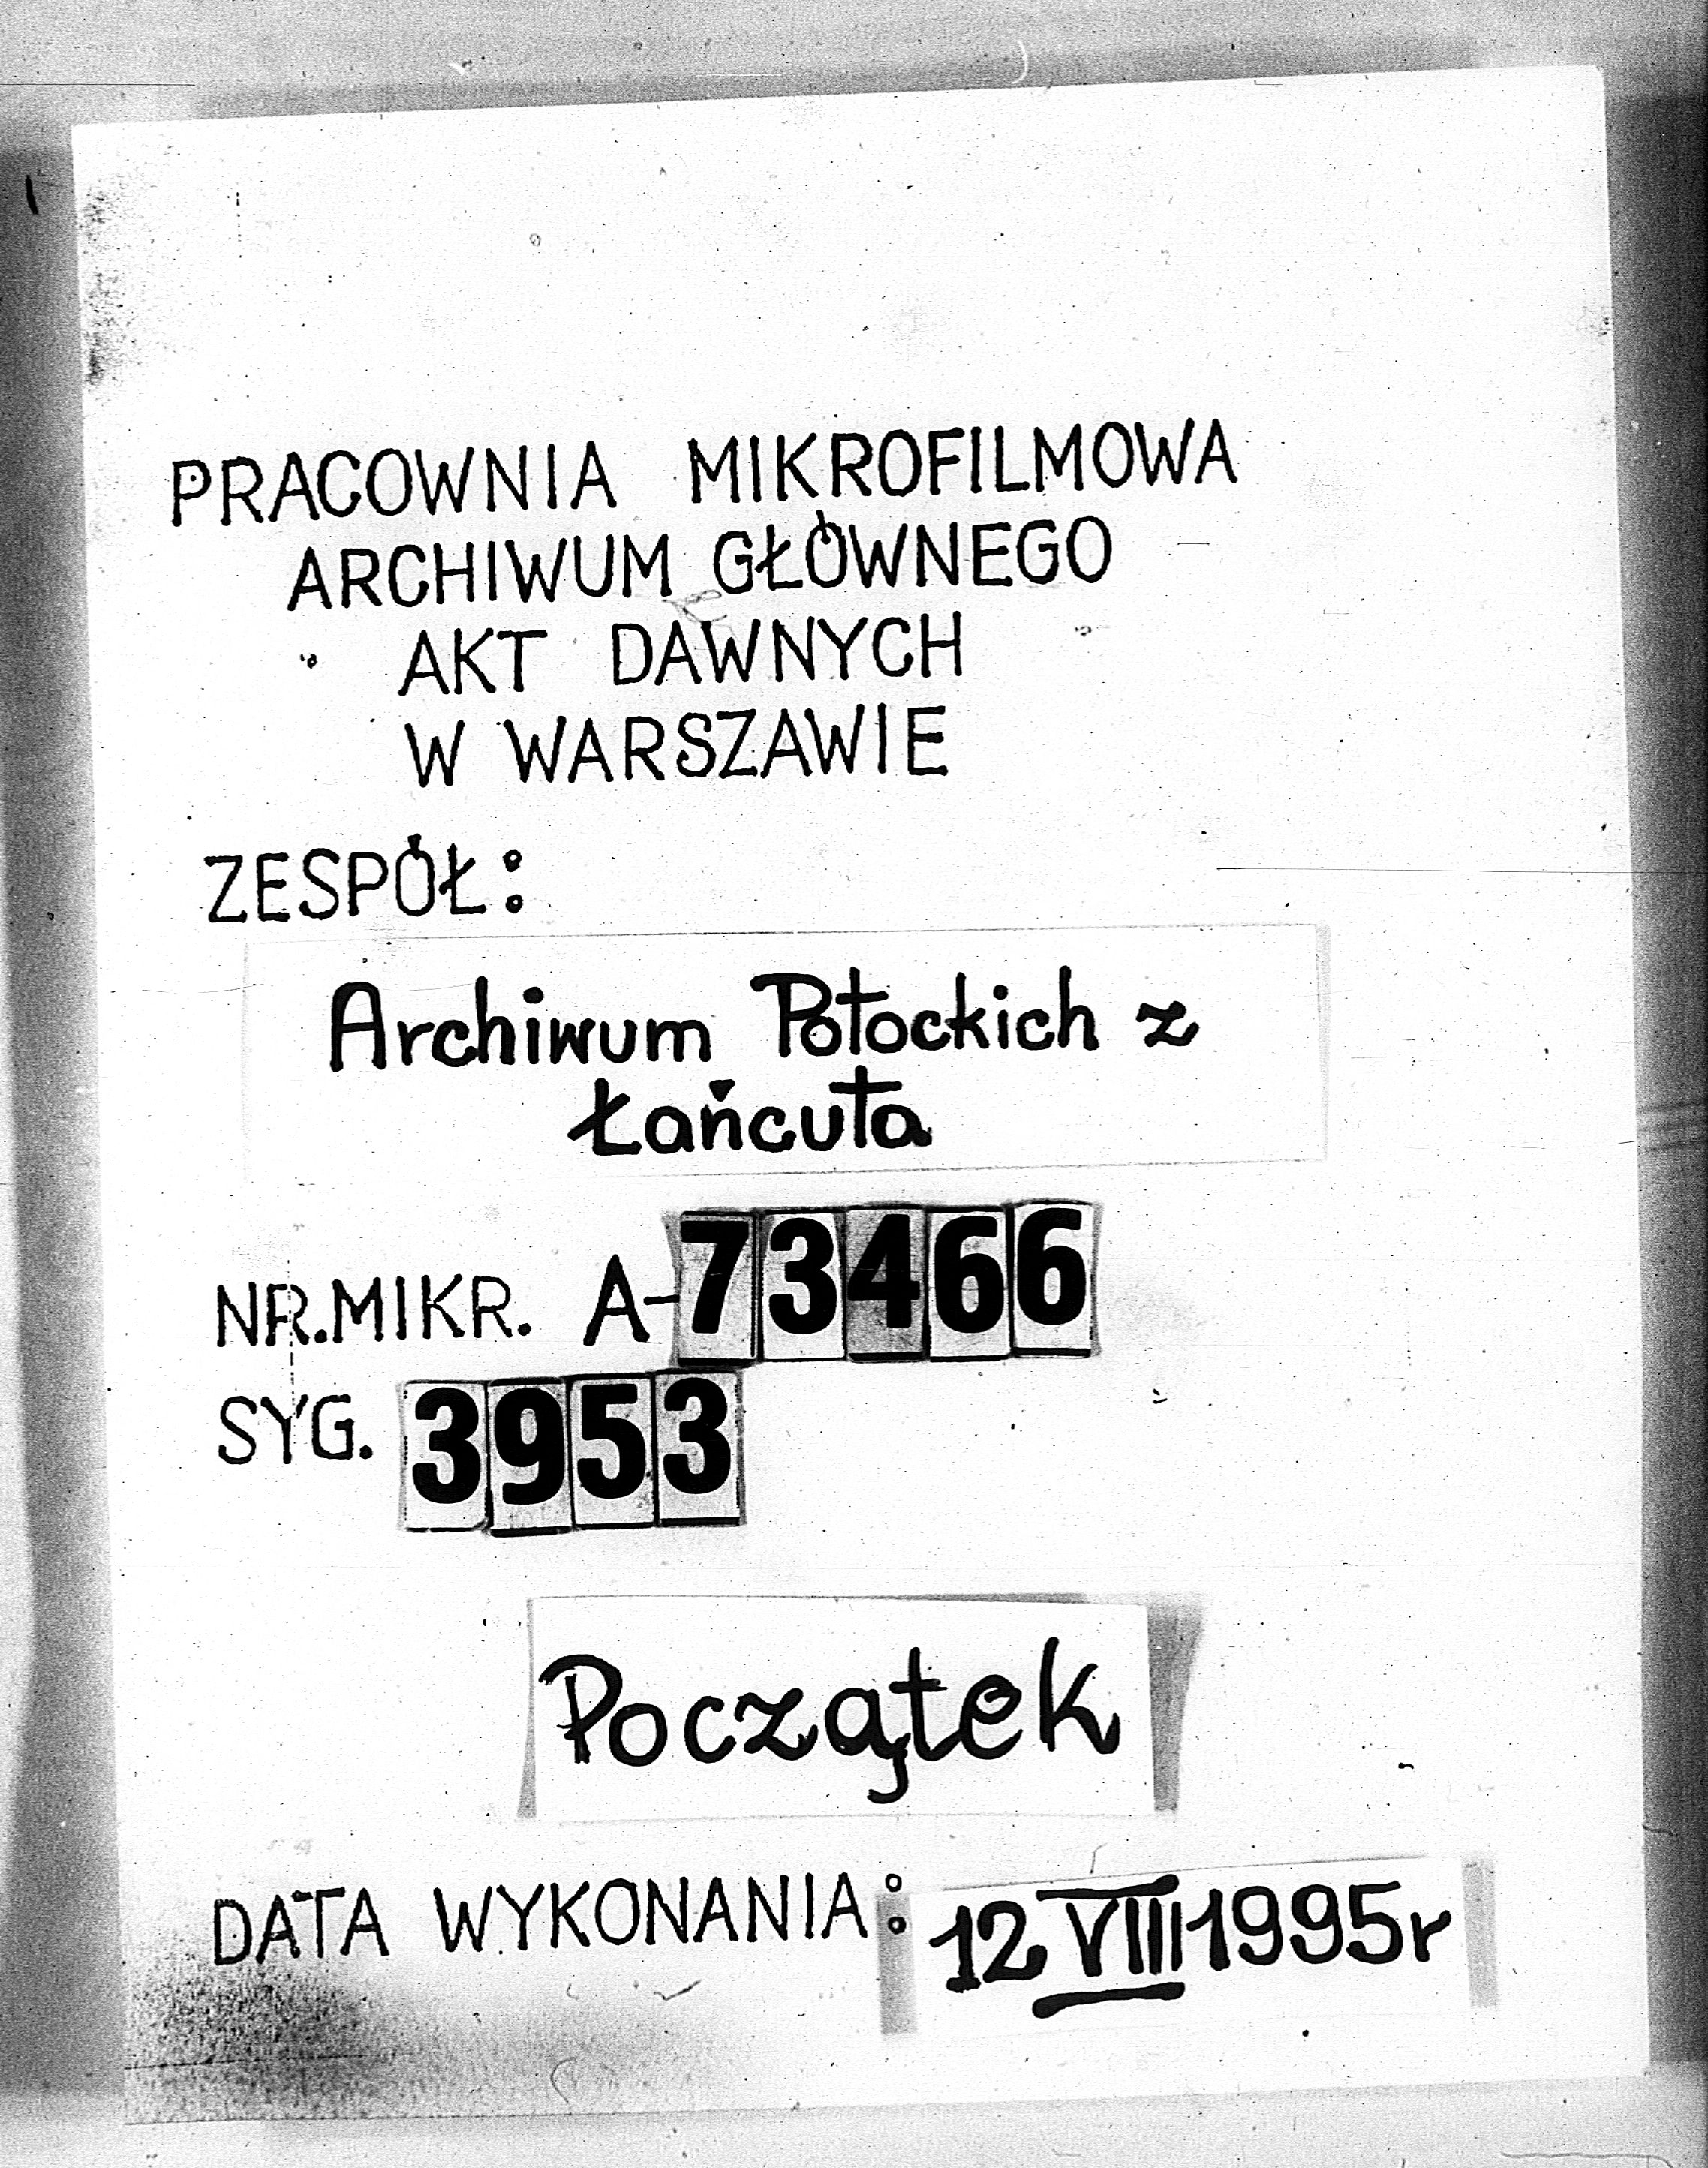 PRACOWNIA MIKROFILMOWA
ARCHIWUM GŁÓWNEGO
AKT DAWNYCH
W WARSZAWIE
ZESPÓŁ:
Archiwum Potockich z
Łańcuta
NR.MIKR. A-73466
SYG. 3953
Początek
DATA WYKONANIA: 12 VIII 1995r